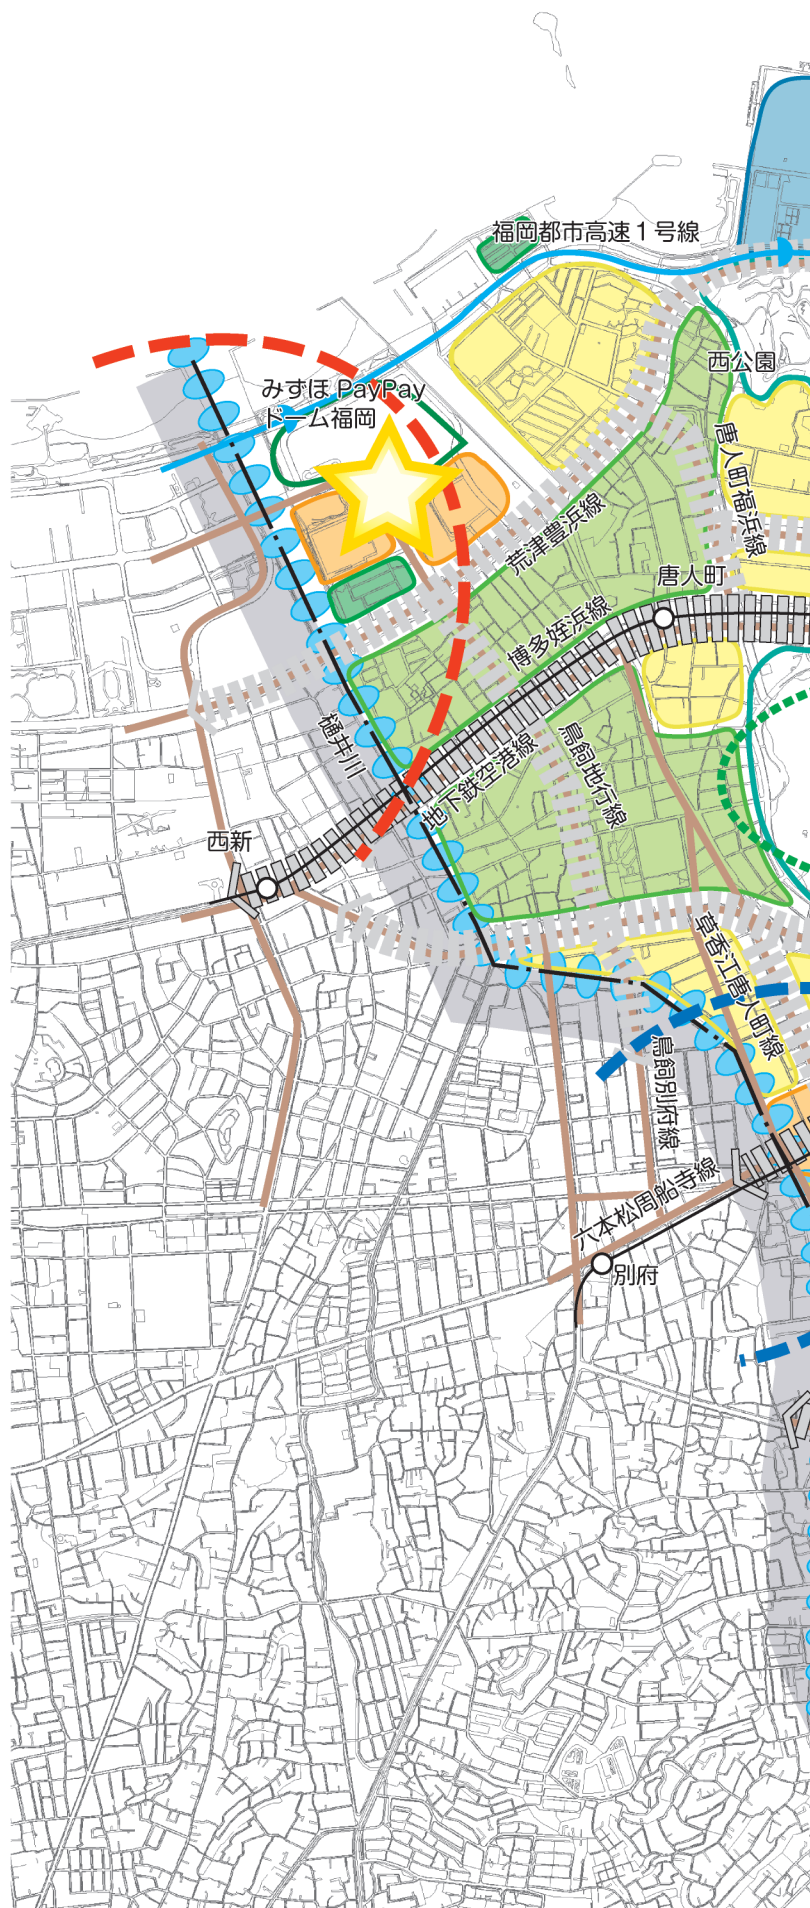 福岡都市高速１号線
西公園
みずほ PayPay
ドーム福岡
唐人町福浜線
荒津豊浜線
唐人町
博多姪浜線
樋井川
鳥飼地行線
地下鉄空港線
西新
草香江唐人町線
鳥飼別府線
六本松周船寺線
別府